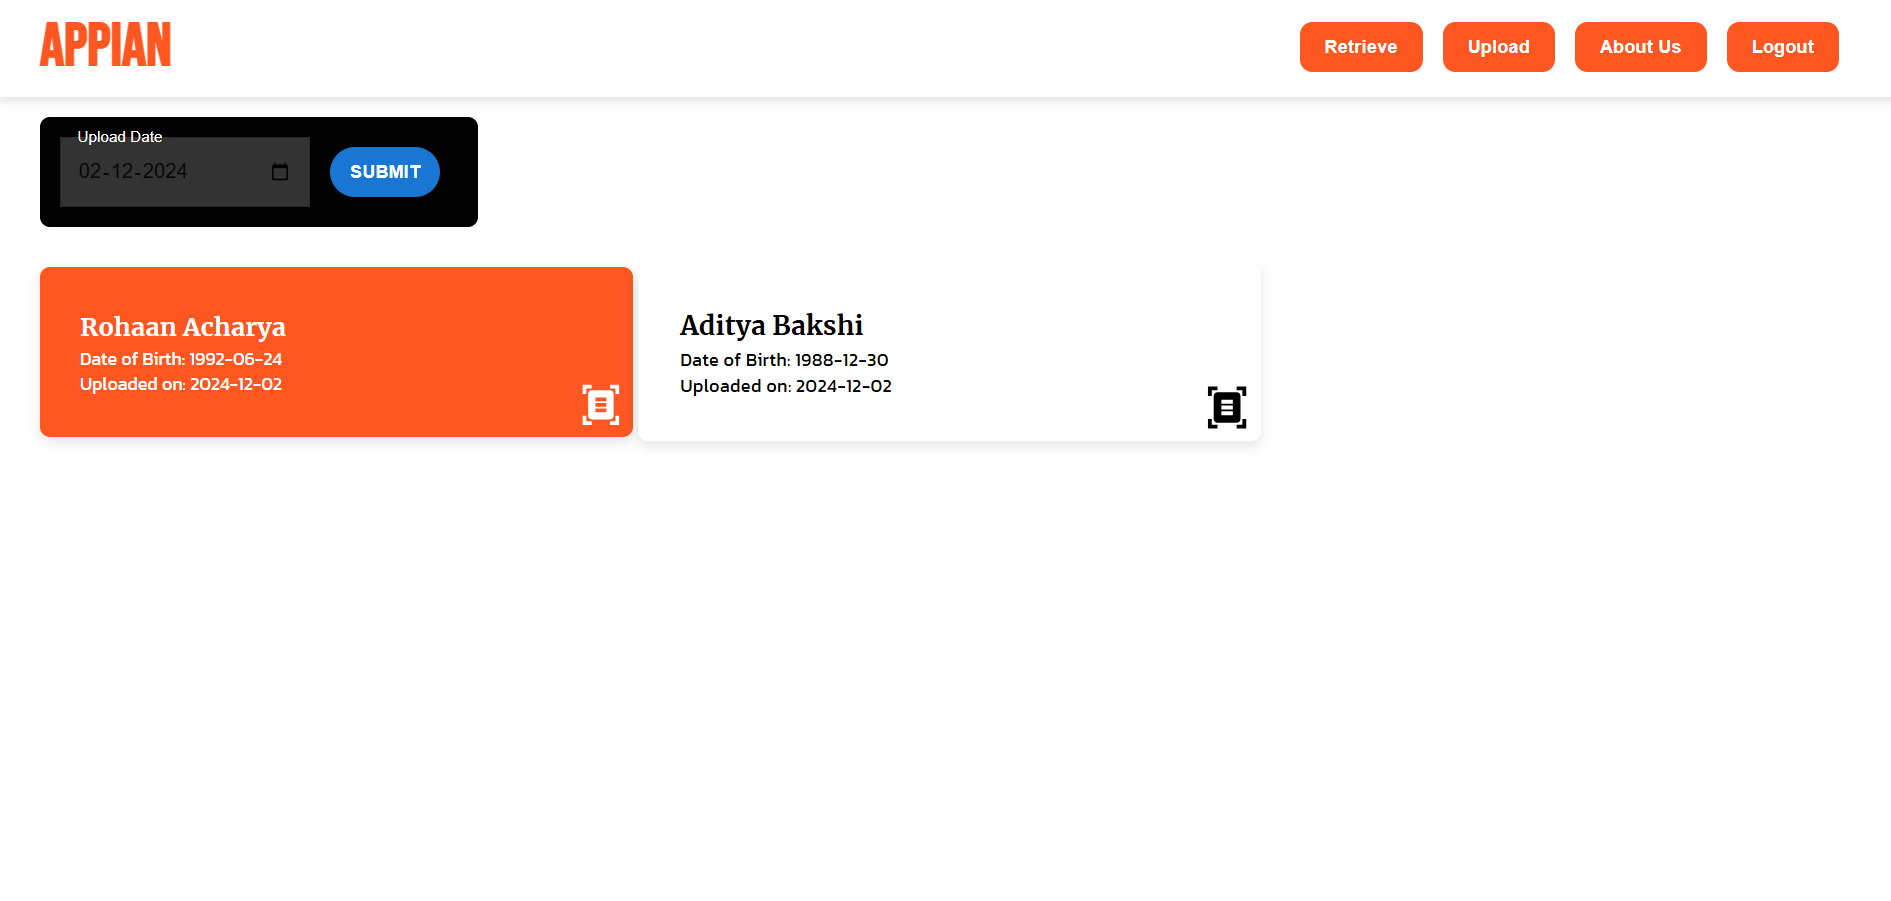 APPIAN
Retrieve
Upload
About Us
Logout
Upload Date
02-12-2024
SUBMIT
Rohaan Acharya
Date of Birth: 1992-06-24
Uploaded on: 2024-12-02
Aditya Bakshi
Date of Birth: 1988-12-30
Uploaded on: 2024-12-02